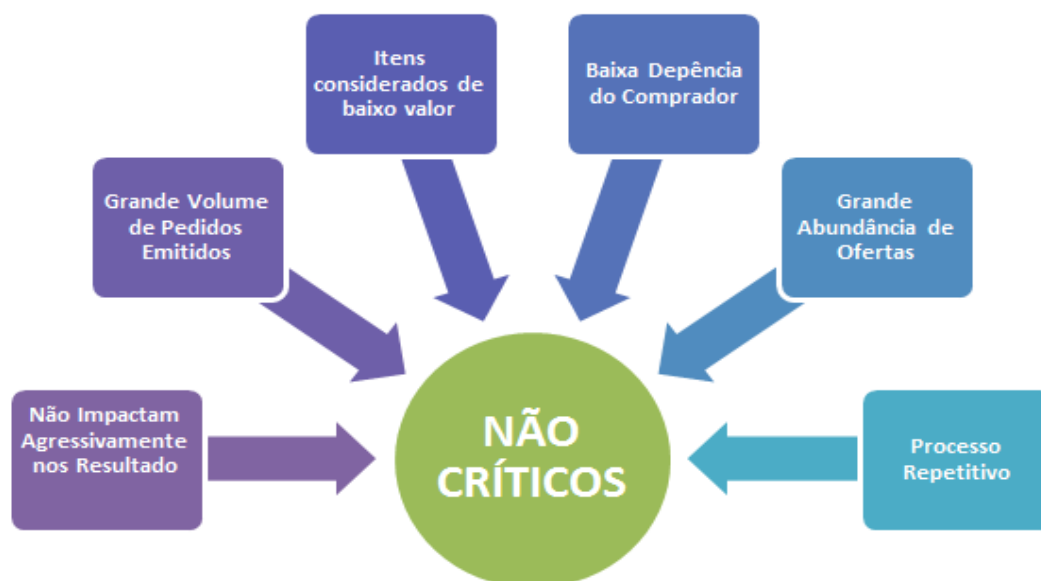 Itens
considerados de
baixo valor
Baixa Depência
do Comprador
Grande Volume
de Pedidos
Emitidos
Grande
Abundância de
Ofertas
Não Impactam
Agressivamente
nos Resultado
NÃO
CRÍTICOS
Processo
Repetitivo